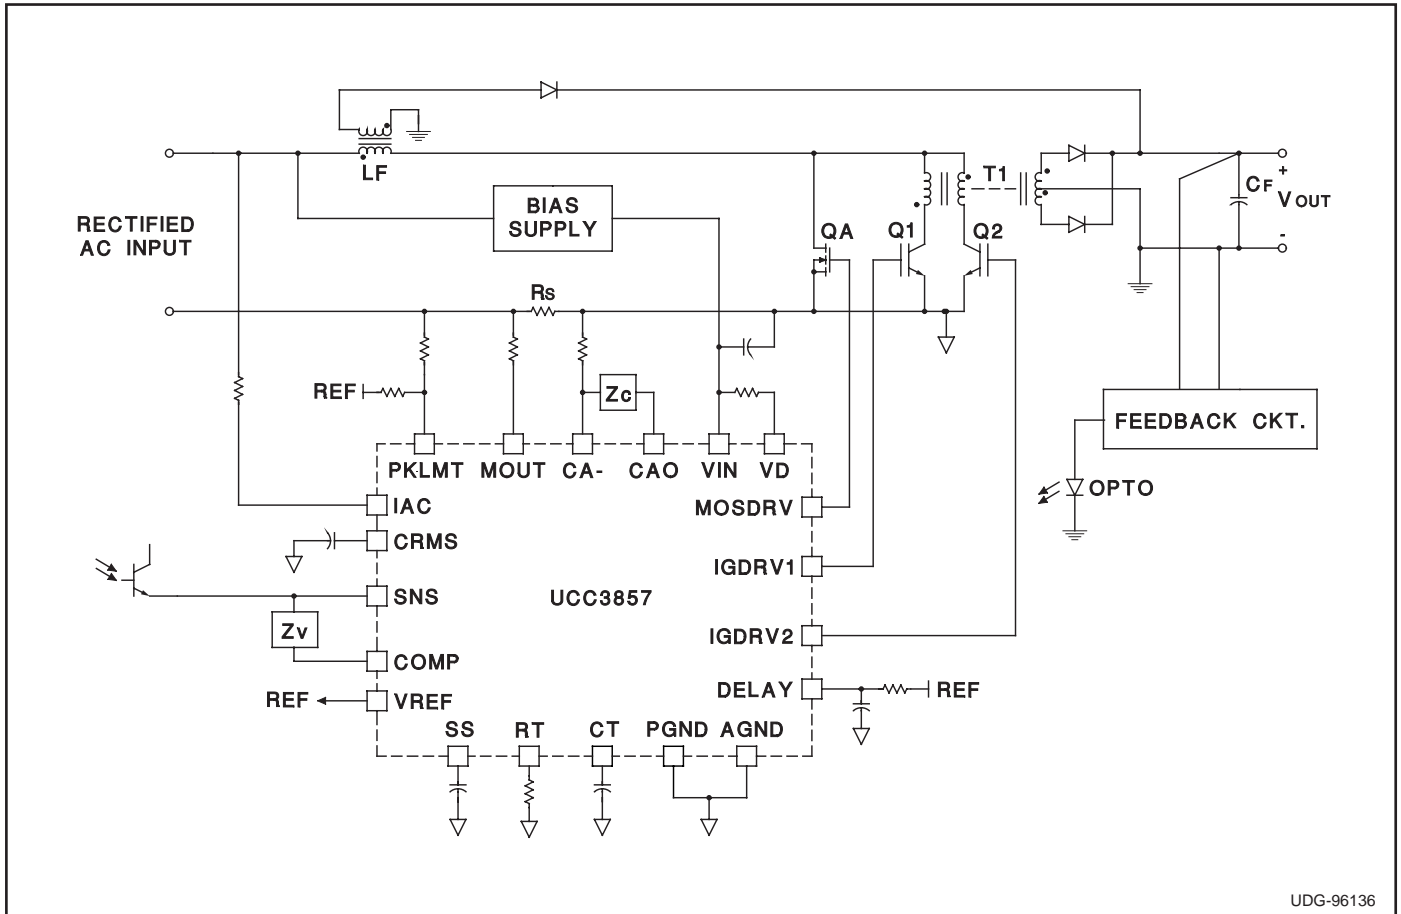 LF
T1
CF
+
VOUT
-
BIAS
SUPPLY
RECTIFIED
AC INPUT
QA
Q1
Q2
RS
REF
ZC
FEEDBACK CKT.
PKLMT
MOUT
CA-
CAO
VIN
VD
OPTO
IAC
MOSDRV
CRMS
IGDRV1
SNS
UCC3857
ZV
IGDRV2
COMP
DELAY
REF
REF
VREF
SS
RT
CT
PGND
AGND
UDG-96136